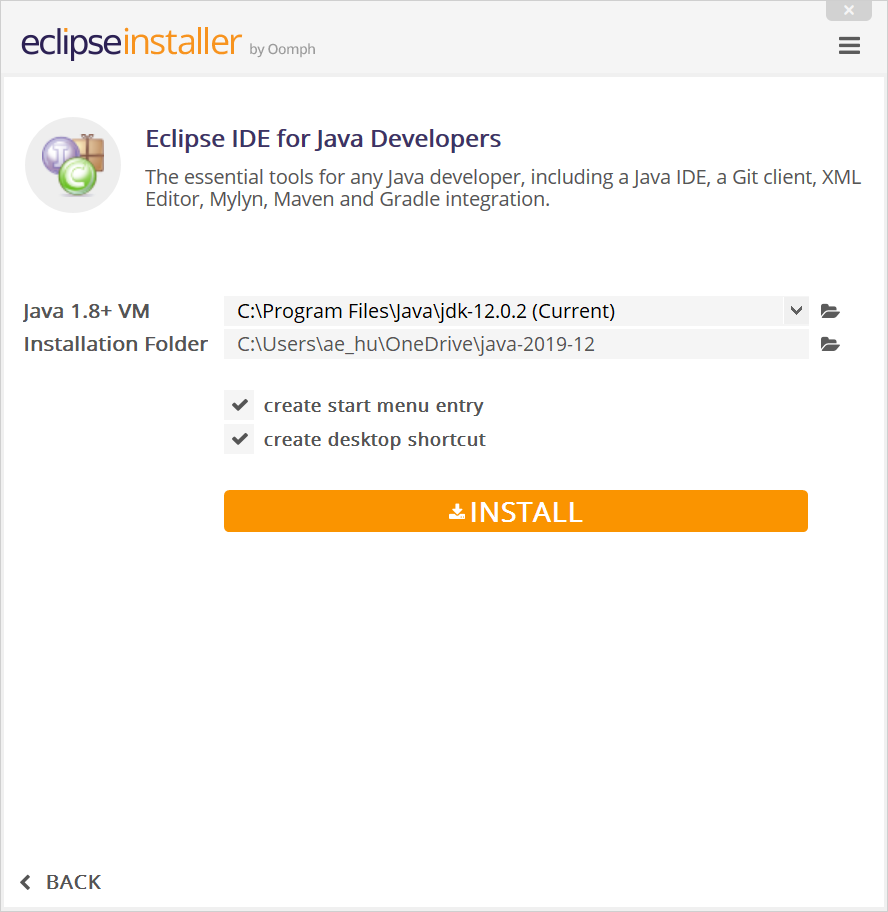 eclipseinstaller by Oomph
Eclipse IDE for Java Developers
The essential tools for any Java developer, including a Java IDE, a Git client, XML
Editor, Mylyn, Maven and Gradle integration.
Java 1.8+ VM C:\Program Files\Java\jdk-12.0.2 (Current)
Installation Folder C:\Users\ae_hu\OneDrive\java-2019-12
create start menu entry
create desktop shortcut
INSTALL
BACK